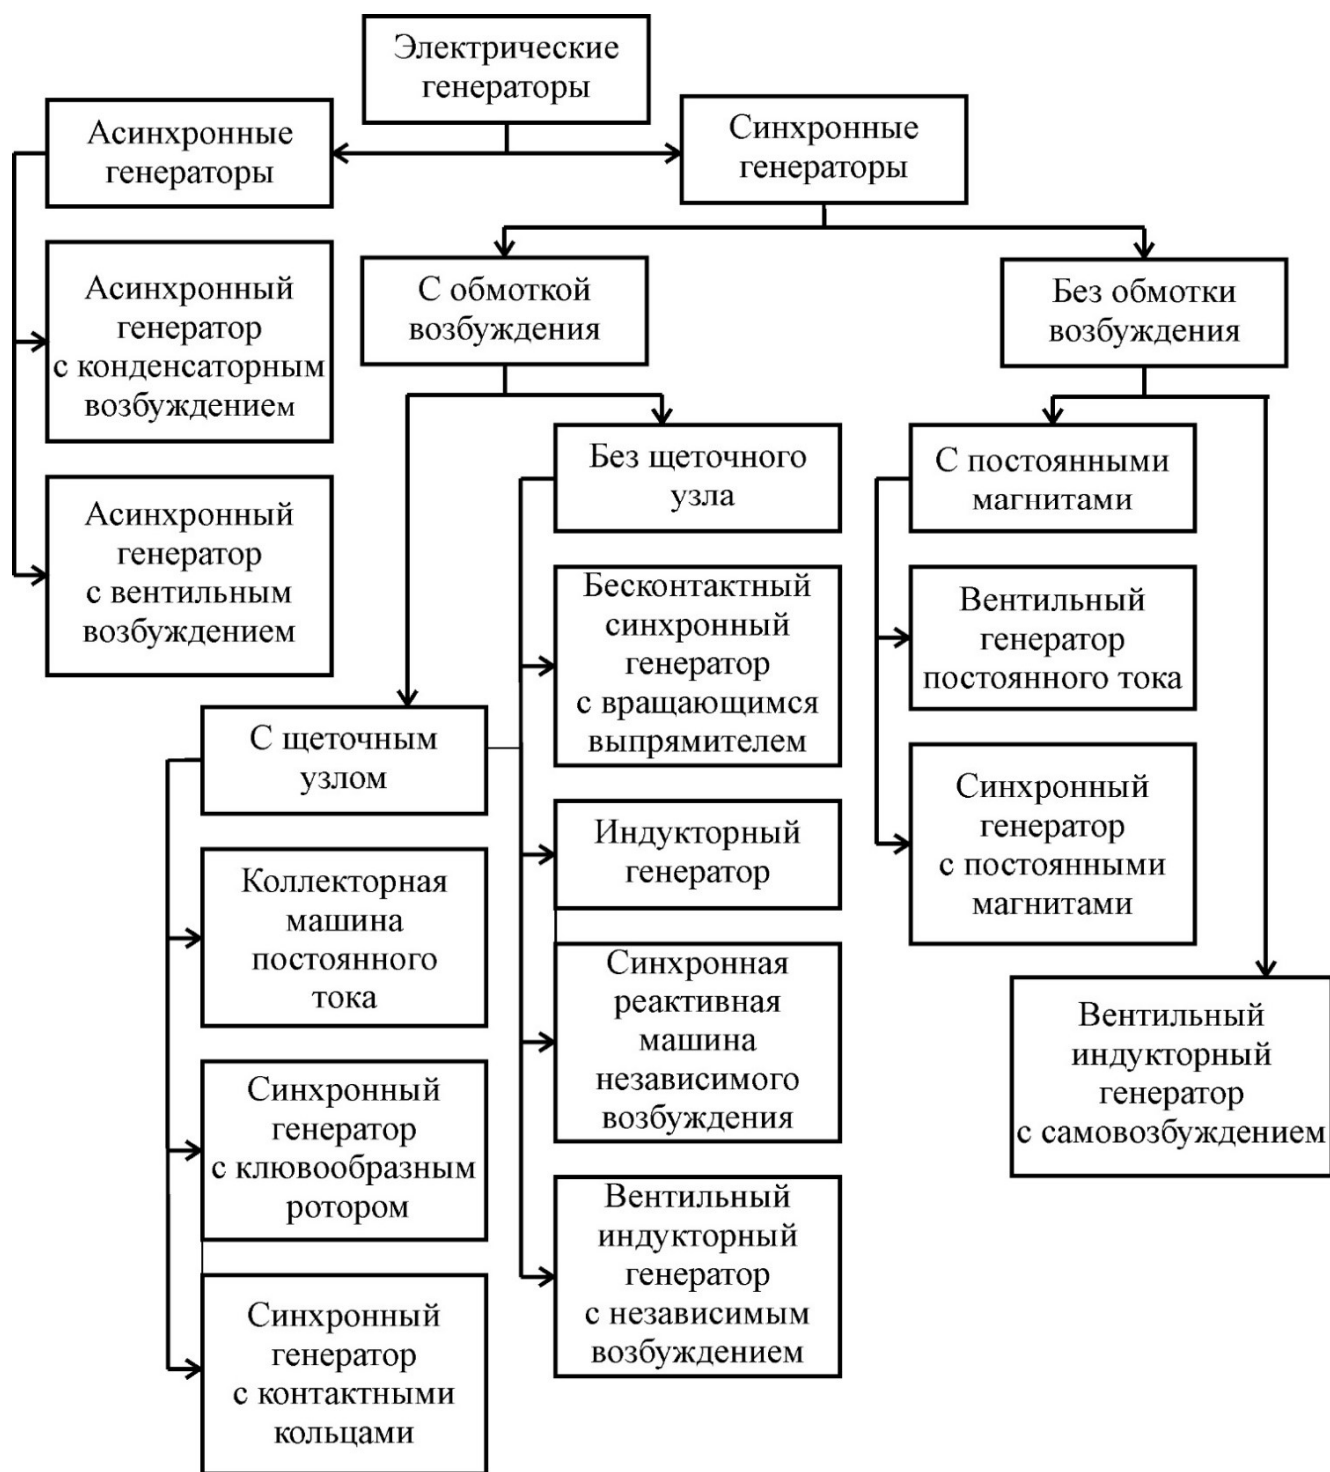 Электрические
генераторы
Асинхронные
генераторы
Синхронные
генераторы
Асинхронный
генератор
с конденсаторным
возбуждением
Асинхронный
генератор
с вентильным
возбуждением
С обмоткой
возбуждения
Без обмотки
возбуждения
Без щеточного
узла
С постоянными
магнитами
Бесконтактный
синхронный
генератор
с вращающимся
выпрямителем
Вентильный
генератор
постоянного тока
С щеточным
узлом
Индукторный
генератор
Синхронный
генератор
с постоянными
магнитами
Коллекторная
машина
постоянного
тока
Синхронная
реактивная
машина
независимого
возбуждения
Вентильный
индукторный
генератор
с самовозбуждением
Синхронный
генератор
с клювообразным
ротором
Вентильный
индукторный
генератор
с независимым
возбуждением
Синхронный
генератор
с контактными
кольцами